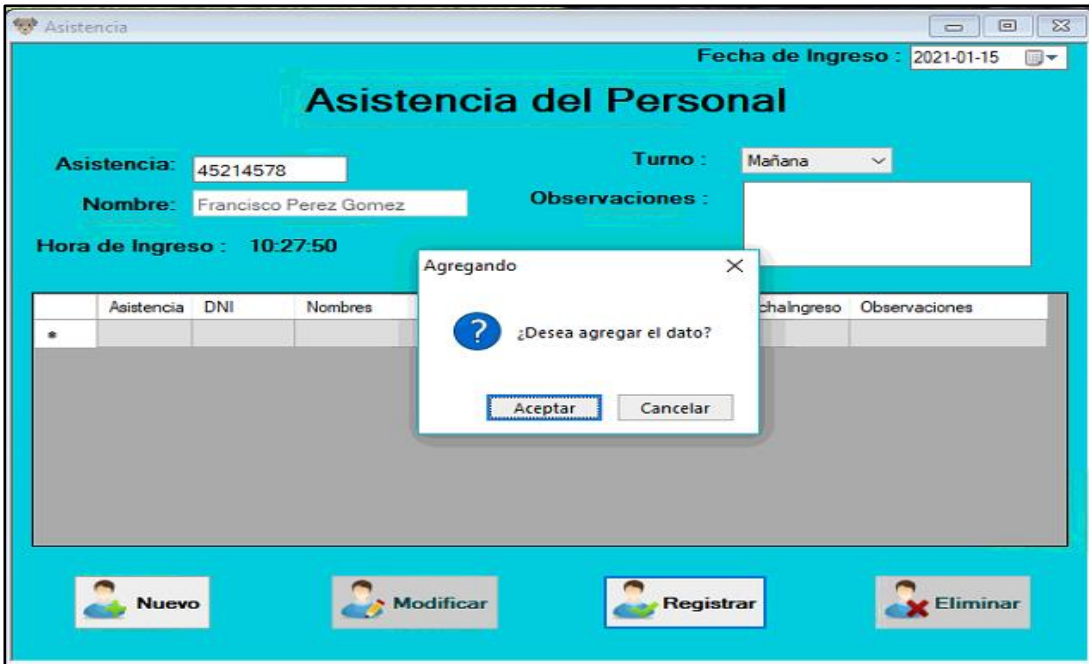 Asistencia
Fecha de Ingreso : 2021-01-15
Asistencia del Personal
Asistencia: 45214578
Turno : Mañana
Nombre: Francisco Perez Gomez
Observaciones :
Hora de Ingreso : 10:27:50
Agregando
¿Desea agregar el dato?
Aceptar Cancelar
Asistencia DNI Nombres Observaciones
Nuevo Modificar Registrar Eliminar